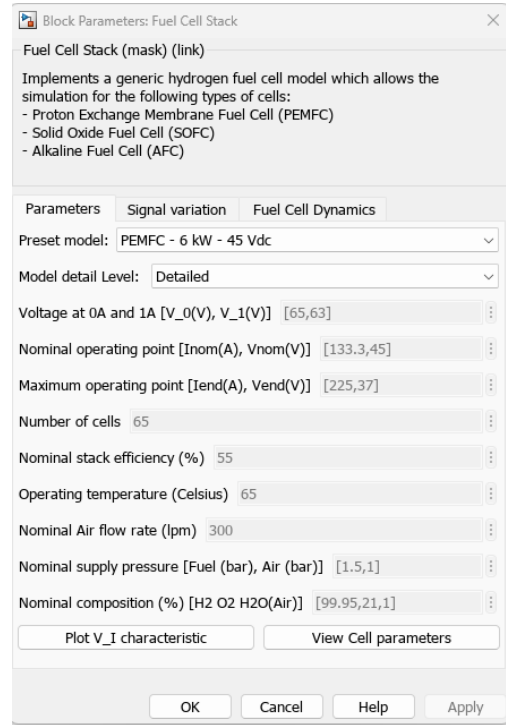 Block Parameters: Fuel Cell Stack
Fuel Cell Stack (mask) (link)
Implements a generic hydrogen fuel cell model which allows the
simulation for the following types of cells:
- Proton Exchange Membrane Fuel Cell (PEMFC)
- Solid Oxide Fuel Cell (SOFC)
- Alkaline Fuel Cell (AFC)
Parameters Signal variation Fuel Cell Dynamics
Preset model: PEMFC - 6 kW - 45 Vdc
Model detail Level: Detailed
Voltage at 0A and 1A [V_0(V), V_1(V)] [65,63]
Nominal operating point [Inom(A), Vnom(V)] [133.3,45]
Maximum operating point [Iend(A), Vend(V)] [225,37]
Number of cells 65
Nominal stack efficiency (%) 55
Operating temperature (Celsius) 65
Nominal Air flow rate (lpm) 300
Nominal supply pressure [Fuel (bar), Air (bar)] [1.5,1]
Nominal composition (%) [H2 O2 H2O(Air)] [99.95,21,1]
Plot V_I characteristic View Cell parameters
OK Cancel Help Apply